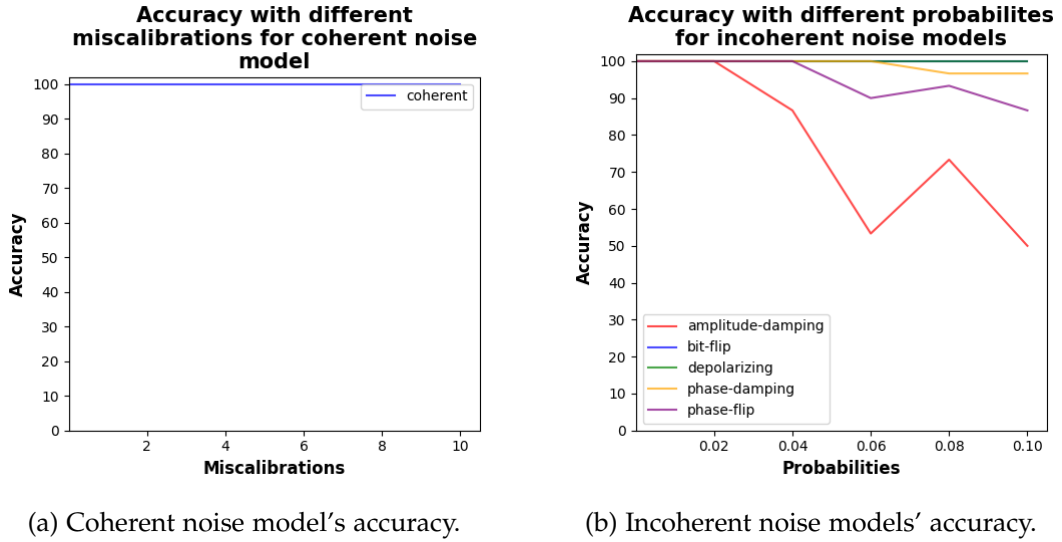 Accuracy with different
miscalibrations for coherent noise
model
100
90
80
70
60
50
40
30
20
10
0
Accuracy
coherent
2 4 6 8 10
Miscalibrations
(a) Coherent noise model's accuracy.
Accuracy with different probabilites
for incoherent noise models
100
90
80
70
60
50
40
30
20
10
0
Accuracy
amplitude-damping
bit-flip
depolarizing
phase-damping
phase-flip
0.02 0.04 0.06 0.08 0.10
Probabilities
(b) Incoherent noise models' accuracy.